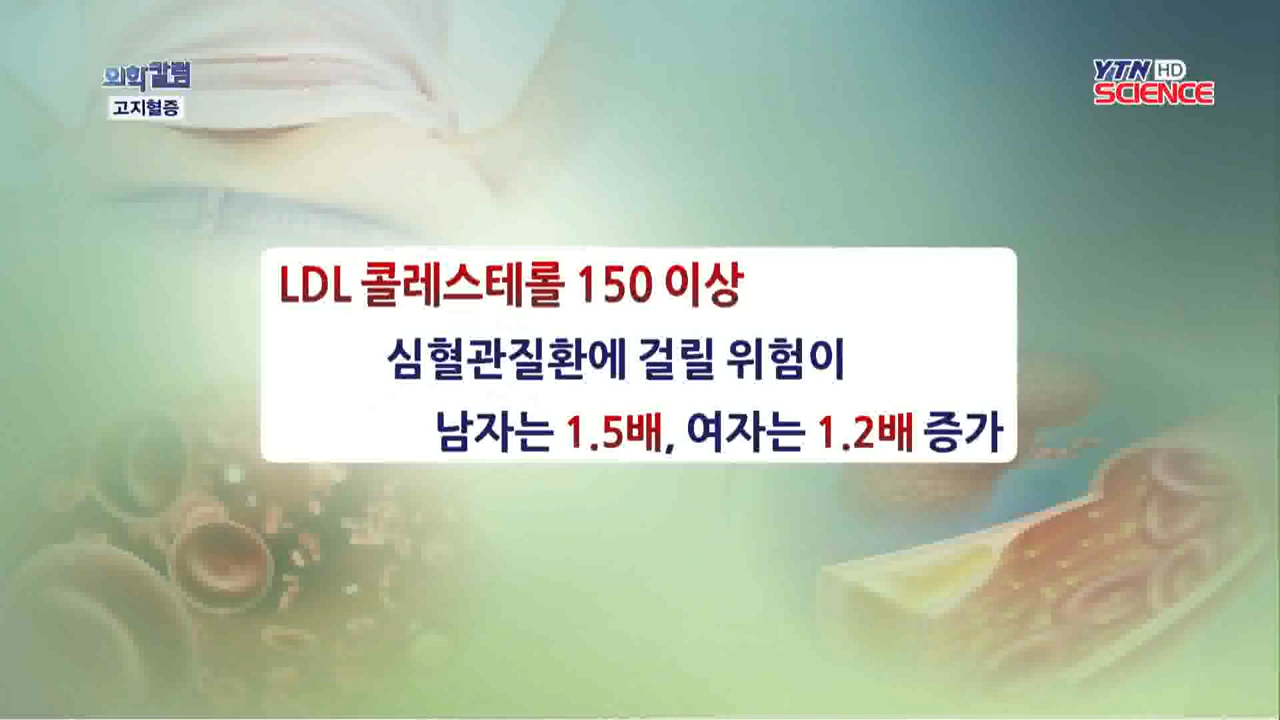 의학칼럼
고지혈증
YTN HD
SCIENCE
LDL 콜레스테롤 150 이상
심혈관질환에 걸릴 위험이
남자는 1.5배, 여자는 1.2배 증가